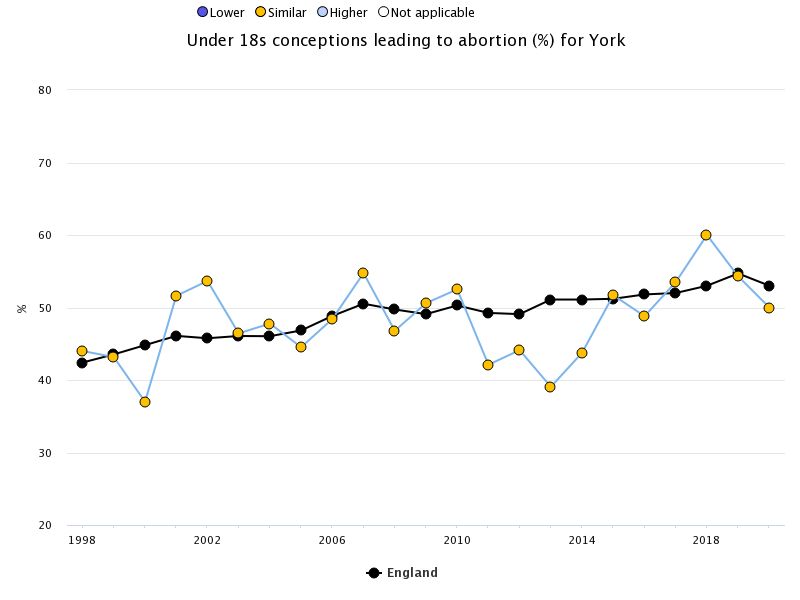 Lower Similar Higher Not applicable
Under 18s conceptions leading to abortion (%) for York
80
70
60
50
%
40
30
20
1998 2002 2006 2010 2014 2018
England